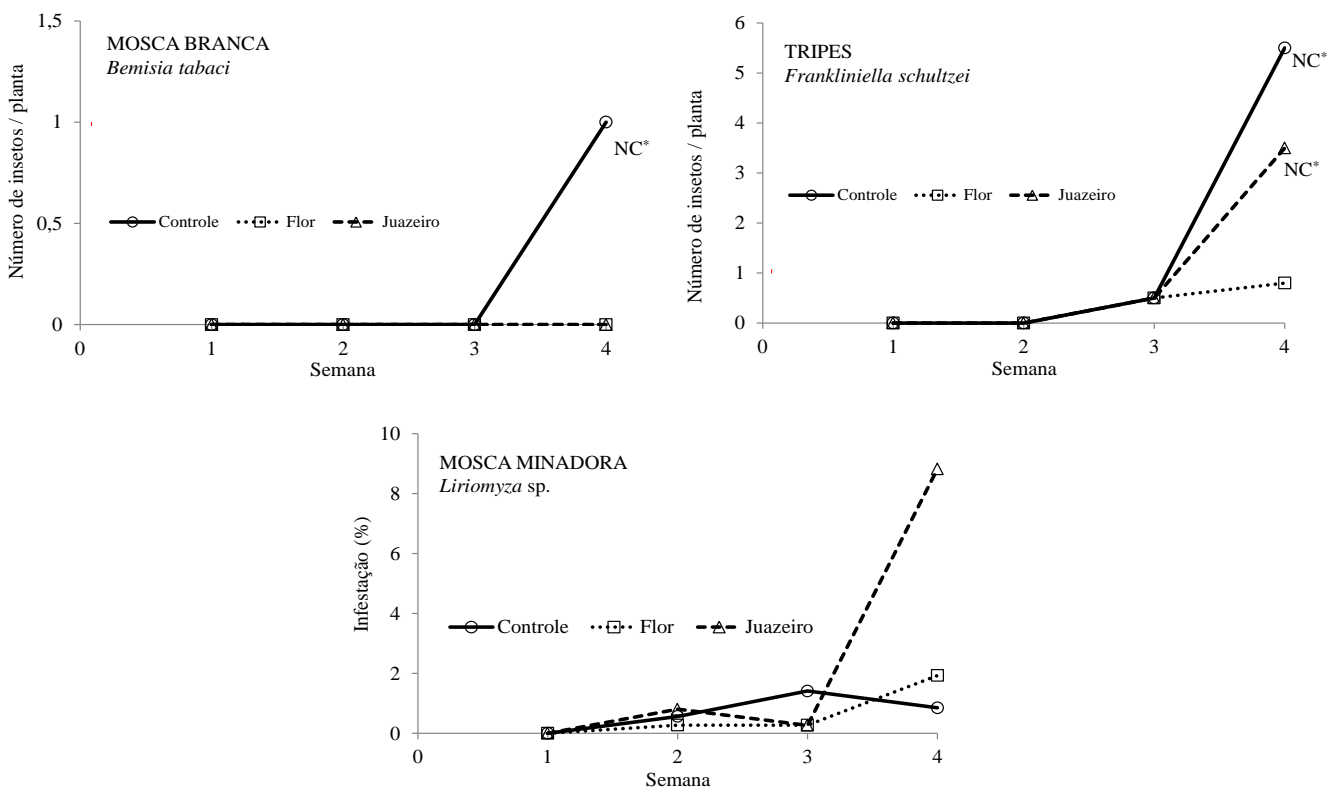 MOSCA BRANCA
Bemisia tabaci
Número de insetos / planta
1,5
1
0,5
0
NC*
Controle Flor Juazeiro
0 1 2 3 4
Semana
TRIPES
Frankliniella schultzei
Número de insetos / planta
6
5
4
3
2
1
0
NC*
NC*
Controle Flor Juazeiro
0 1 2 3 4
Semana
MOSCA MINADORA
Liriomyza sp.
Infestação (%)
10
8
6
4
2
0
Controle Flor Juazeiro
0 1 2 3 4
Semana